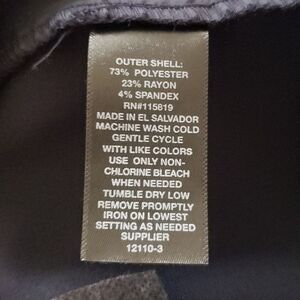 OUTER SHELL:
73% POLYESTER
23% RAYON
4% SPANDEX
RN#115819
MADE IN EL SALVADOR
MACHINE WASH COLD
GENTLE CYCLE
WITH LIKE COLORS
USE ONLY NON-
CHLORINE BLEACH
WHEN NEEDED
TUMBLE DRY LOW
REMOVE PROMPTLY
IRON ON LOWEST
SETTING AS NEEDED
SUPPLIER
12110-3